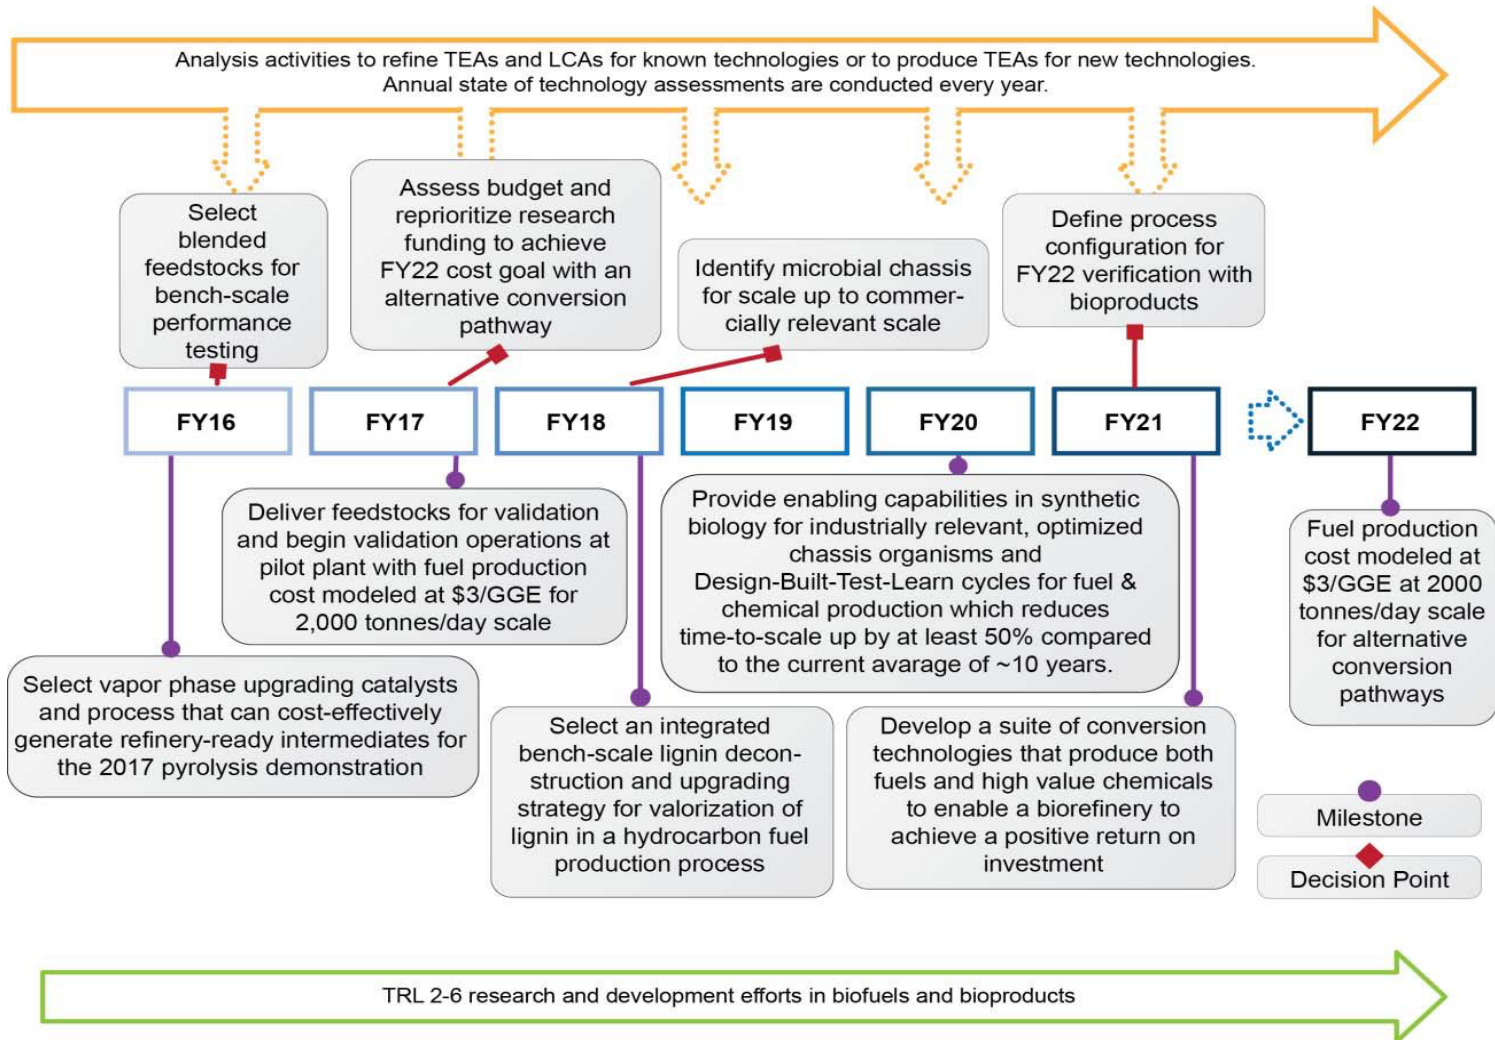 Analysis activities to refine TEAs and LCAs for known technologies or to produce TEAs for new technologies.
Annual state of technology assessments are conducted every year.
Select
blended
feedstocks for
bench-scale
performance
testing
Assess budget and
reprioritize research
funding to achieve
FY22 cost goal with an
alternative conversion
pathway
Identify microbial chassis
for scale up to commer-
cially relevant scale
Define process
configuration for
FY22 verification with
bioproducts
FY16
FY17
FY18
FY19
FY20
FY21
FY22
Deliver feedstocks for validation
and begin validation operations at
pilot plant with fuel production
cost modeled at $3/GGE for
2,000 tonnes/day scale
Provide enabling capabilities in synthetic
biology for industrially relevant, optimized
chassis organisms and
Design-Built-Test-Learn cycles for fuel &
chemical production which reduces
time-to-scale up by at least 50% compared
to the current avarage of ~10 years.
Fuel production
cost modeled at
$3/GGE at 2000
tonnes/day scale
for alternative
conversion
pathways
Select vapor phase upgrading catalysts
and process that can cost-effectively
generate refinery-ready intermediates for
the 2017 pyrolysis demonstration
Select an integrated
bench-scale lignin decon-
struction and upgrading
strategy for valorization of
lignin in a hydrocarbon fuel
production process
Develop a suite of conversion
technologies that produce both
fuels and high value chemicals
to enable a biorefinery to
achieve a positive return on
investment
Milestone
Decision Point
TRL 2-6 research and development efforts in biofuels and bioproducts